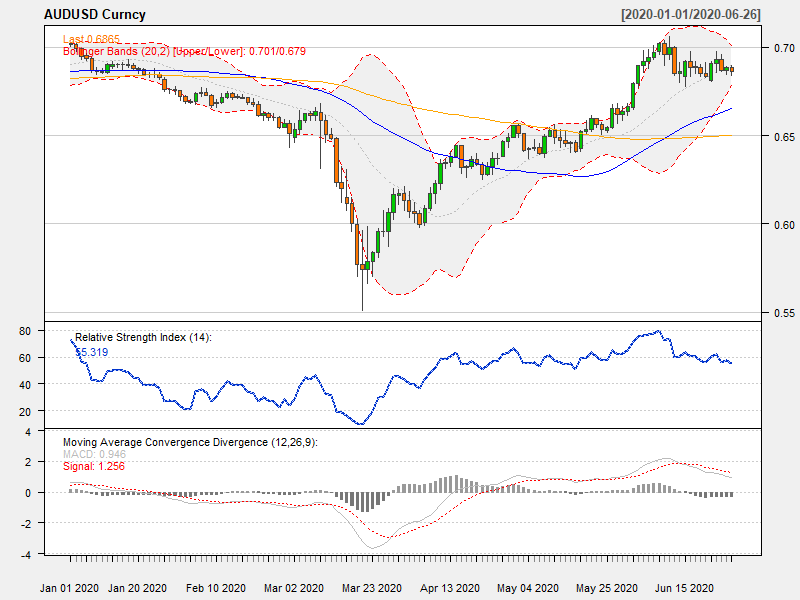 AUDUSD Curncy [2020-01-01/2020-06-26]
Last 0.6865
Bollinger Bands (20,2) [Upper/Lower]: 0.701/0.679
0.70
0.65
0.60
0.55
Relative Strength Index (14):
55.319
80
60
40
20
Moving Average Convergence Divergence (12,26,9):
MACD: 0.946
Signal: 1.256
4
2
0
-2
-4
Jan 01 2020 Jan 20 2020 Feb 10 2020 Mar 02 2020 Mar 23 2020 Apr 13 2020 May 04 2020 May 25 2020 Jun 15 2020